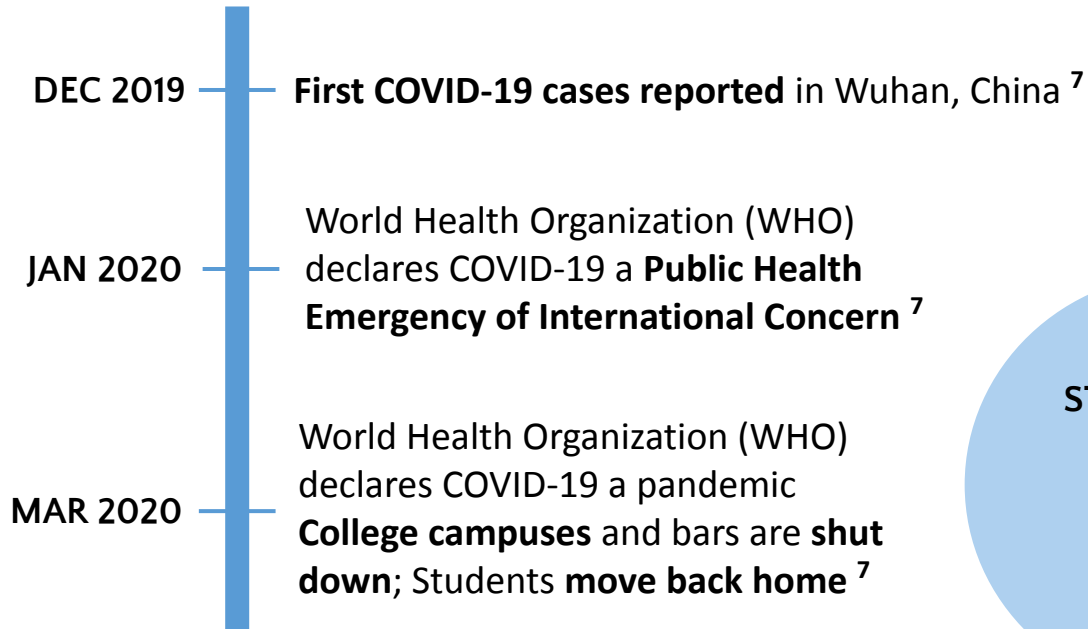 DEC 2019
First COVID-19 cases reported in Wuhan, China 7
JAN 2020
World Health Organization (WHO)
declares COVID-19 a Public Health
Emergency of International Concern 7
MAR 2020
World Health Organization (WHO)
declares COVID-19 a pandemic
College campuses and bars are shut
down; Students move back home 7